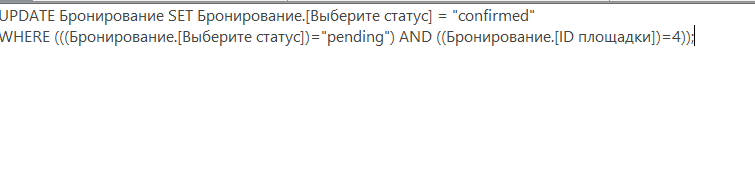 UPDATE Бронирование SET Бронирование.[Выберите статус] = "confirmed"
WHERE (((Бронирование.[Выберите статус])="pending") AND ((Бронирование.[ID площадки])=4));